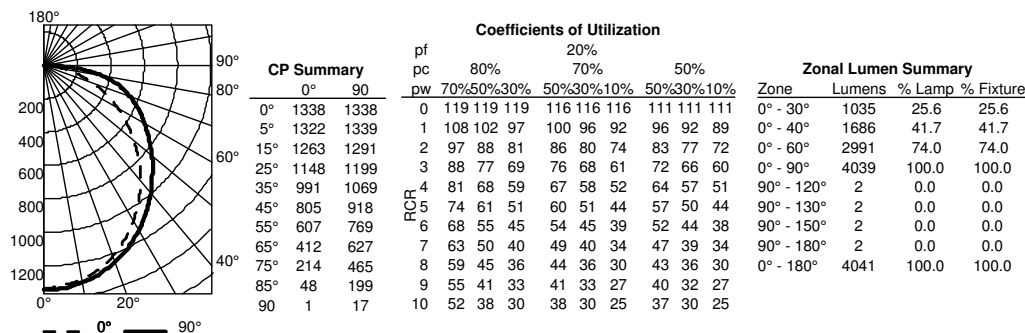 180°
90°
80°
60°
40°
20°
0°
200
400
600
800
1000
1200
0° 90°
CP Summary
0° 90
0° 1338 1338
5° 1322 1339
15° 1263 1291
25° 1148 1199
35° 991 1069
45° 805 918
55° 607 769
65° 412 627
75° 214 465
85° 48 199
90 1 17
Coefficients of Utilization
pf 20%
pc 80% 70% 50%
pw 70%50%30% 50%30%10% 50%30%10%
RCR
0 119 119 119 116 116 116 111 111 111
1 108 102 97 100 96 92 96 92 89
2 97 88 81 86 80 74 83 77 72
3 88 77 69 76 68 61 72 66 60
4 81 68 59 67 58 52 64 57 51
5 74 61 51 60 51 44 57 50 44
6 68 55 45 54 45 39 52 44 38
7 63 50 40 49 40 34 47 39 34
8 59 45 36 44 36 30 43 36 30
9 55 41 33 41 33 27 40 32 27
10 52 38 30 38 30 25 37 30 25
Zonal Lumen Summary
Zone Lumens % Lamp % Fixture
0° - 30° 1035 25.6 25.6
0° - 40° 1686 41.7 41.7
0° - 60° 2991 74.0 74.0
0° - 90° 4039 100.0 100.0
90° - 120° 2 0.0 0.0
90° - 130° 2 0.0 0.0
90° - 150° 2 0.0 0.0
90° - 180° 2 0.0 0.0
0° - 180° 4041 100.0 100.0